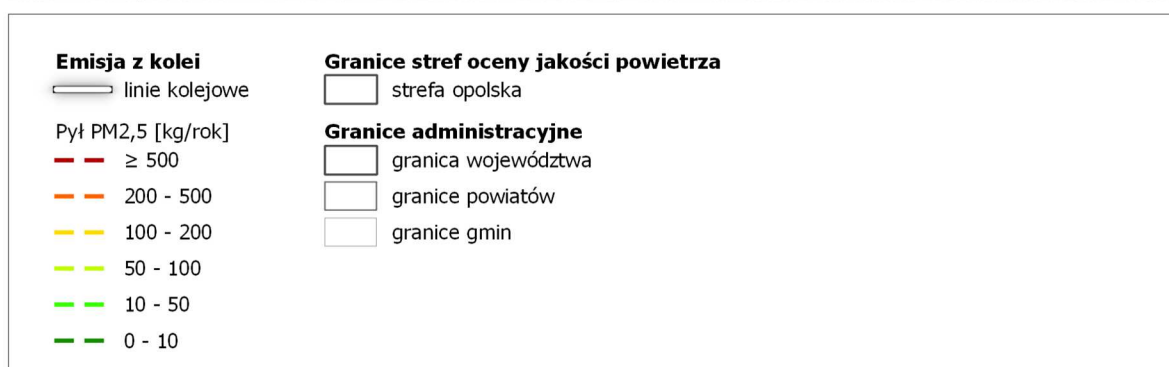 Emisja z kolei
linie kolejowe
Pył PM2,5 [kg/rok]
≥ 500
200 - 500
100 - 200
50 - 100
10 - 50
0 - 10
Granice stref oceny jakości powietrza
strefa opolska
Granice administracyjne
granica województwa
granice powiatów
granice gmin